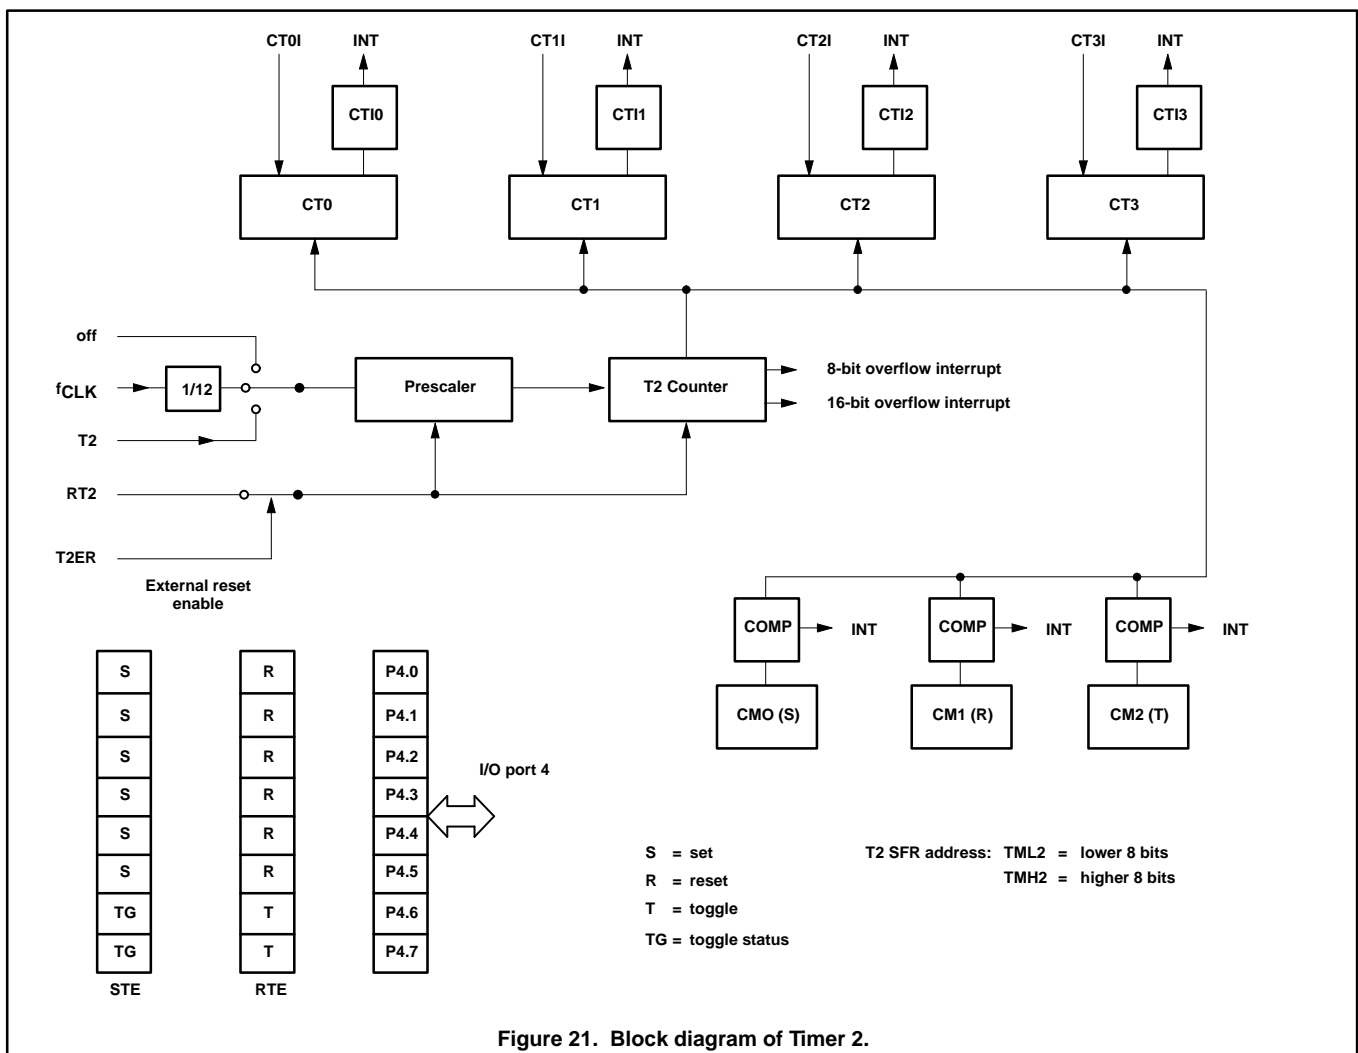 CT0I INT CT1I INT CT2I INT CT3I INT
CTI0 CTI1 CTI2 CTI3
CT0 CT1 CT2 CT3
off
fCLK 1/12 Prescaler T2 Counter 8-bit overflow interrupt
16-bit overflow interrupt
T2
RT2
T2ER
External reset
enable
COMP INT COMP INT COMP INT
CMO (S) CM1 (R) CM2 (T)
S R P4.0
S R P4.1
S R P4.2
I/O port 4
S R P4.3
S R P4.4
S R P4.5
TG T P4.6
TG T P4.7
STE RTE
S = set
R = reset
T = toggle
TG = toggle status
T2 SFR address: TML2 = lower 8 bits
TMH2 = higher 8 bits
Figure 21. Block diagram of Timer 2.